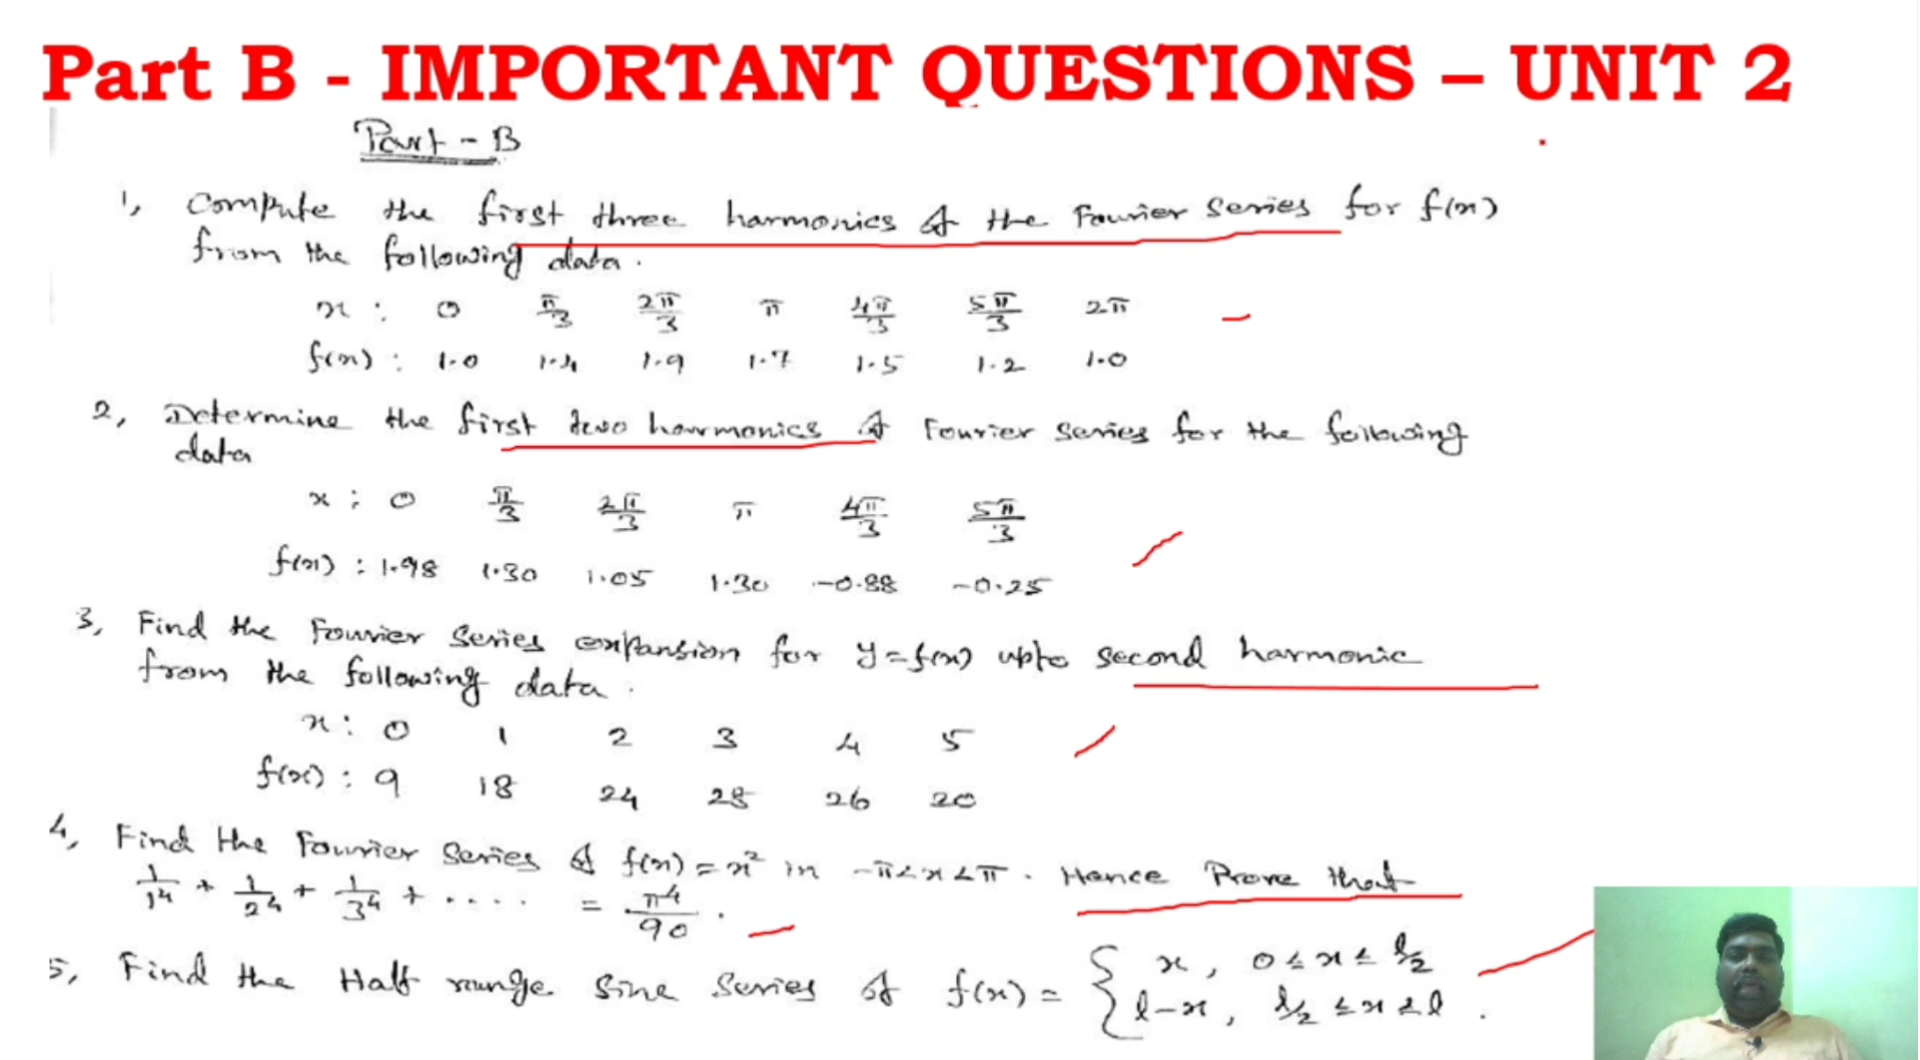 Part B - IMPORTANT QUESTIONS – UNIT 2
Part - B
1, Compute the first three harmonics of the Fourier Series for f(x)
from the following data.
x : 0 π/3 2π/3 π 4π/3 5π/3 2π
f(x) : 1.0 1.4 1.9 1.7 1.5 1.2 1.0
2, Determine the first two harmonics of Fourier Series for the following
data
x : 0 π/3 2π/3 π 4π/3 5π/3
f(x) : 1.98 1.30 1.05 1.30 -0.88 -0.25
3, Find the Fourier Series expansion for y=f(x) upto second harmonic
from the following data.
x : 0 1 2 3 4 5
f(x) : 9 18 24 28 26 20
4, Find the Fourier Series of f(x) = x² in -π<x<π. Hence Prove that
1/1⁴ + 1/2⁴ + 1/3⁴ + .... = π⁴/90.
5, Find the Half range Sine Series of f(x) = { x, 0≤x≤l/2
l-x, l/2≤x<l.